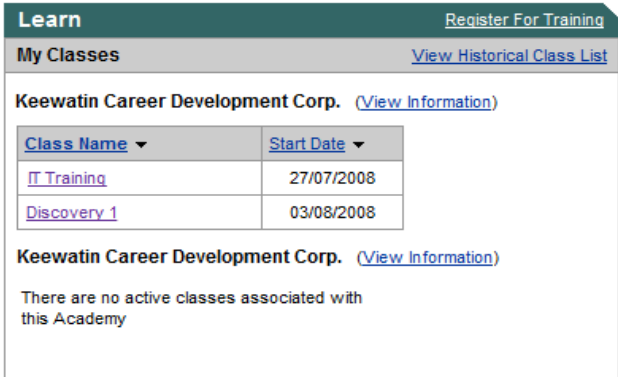 Learn Register For Training
My Classes View Historical Class List
Keewatin Career Development Corp. (View Information)
Class Name Start Date
IT Training 27/07/2008
Discovery 1 03/08/2008
Keewatin Career Development Corp. (View Information)
There are no active classes associated with
this Academy